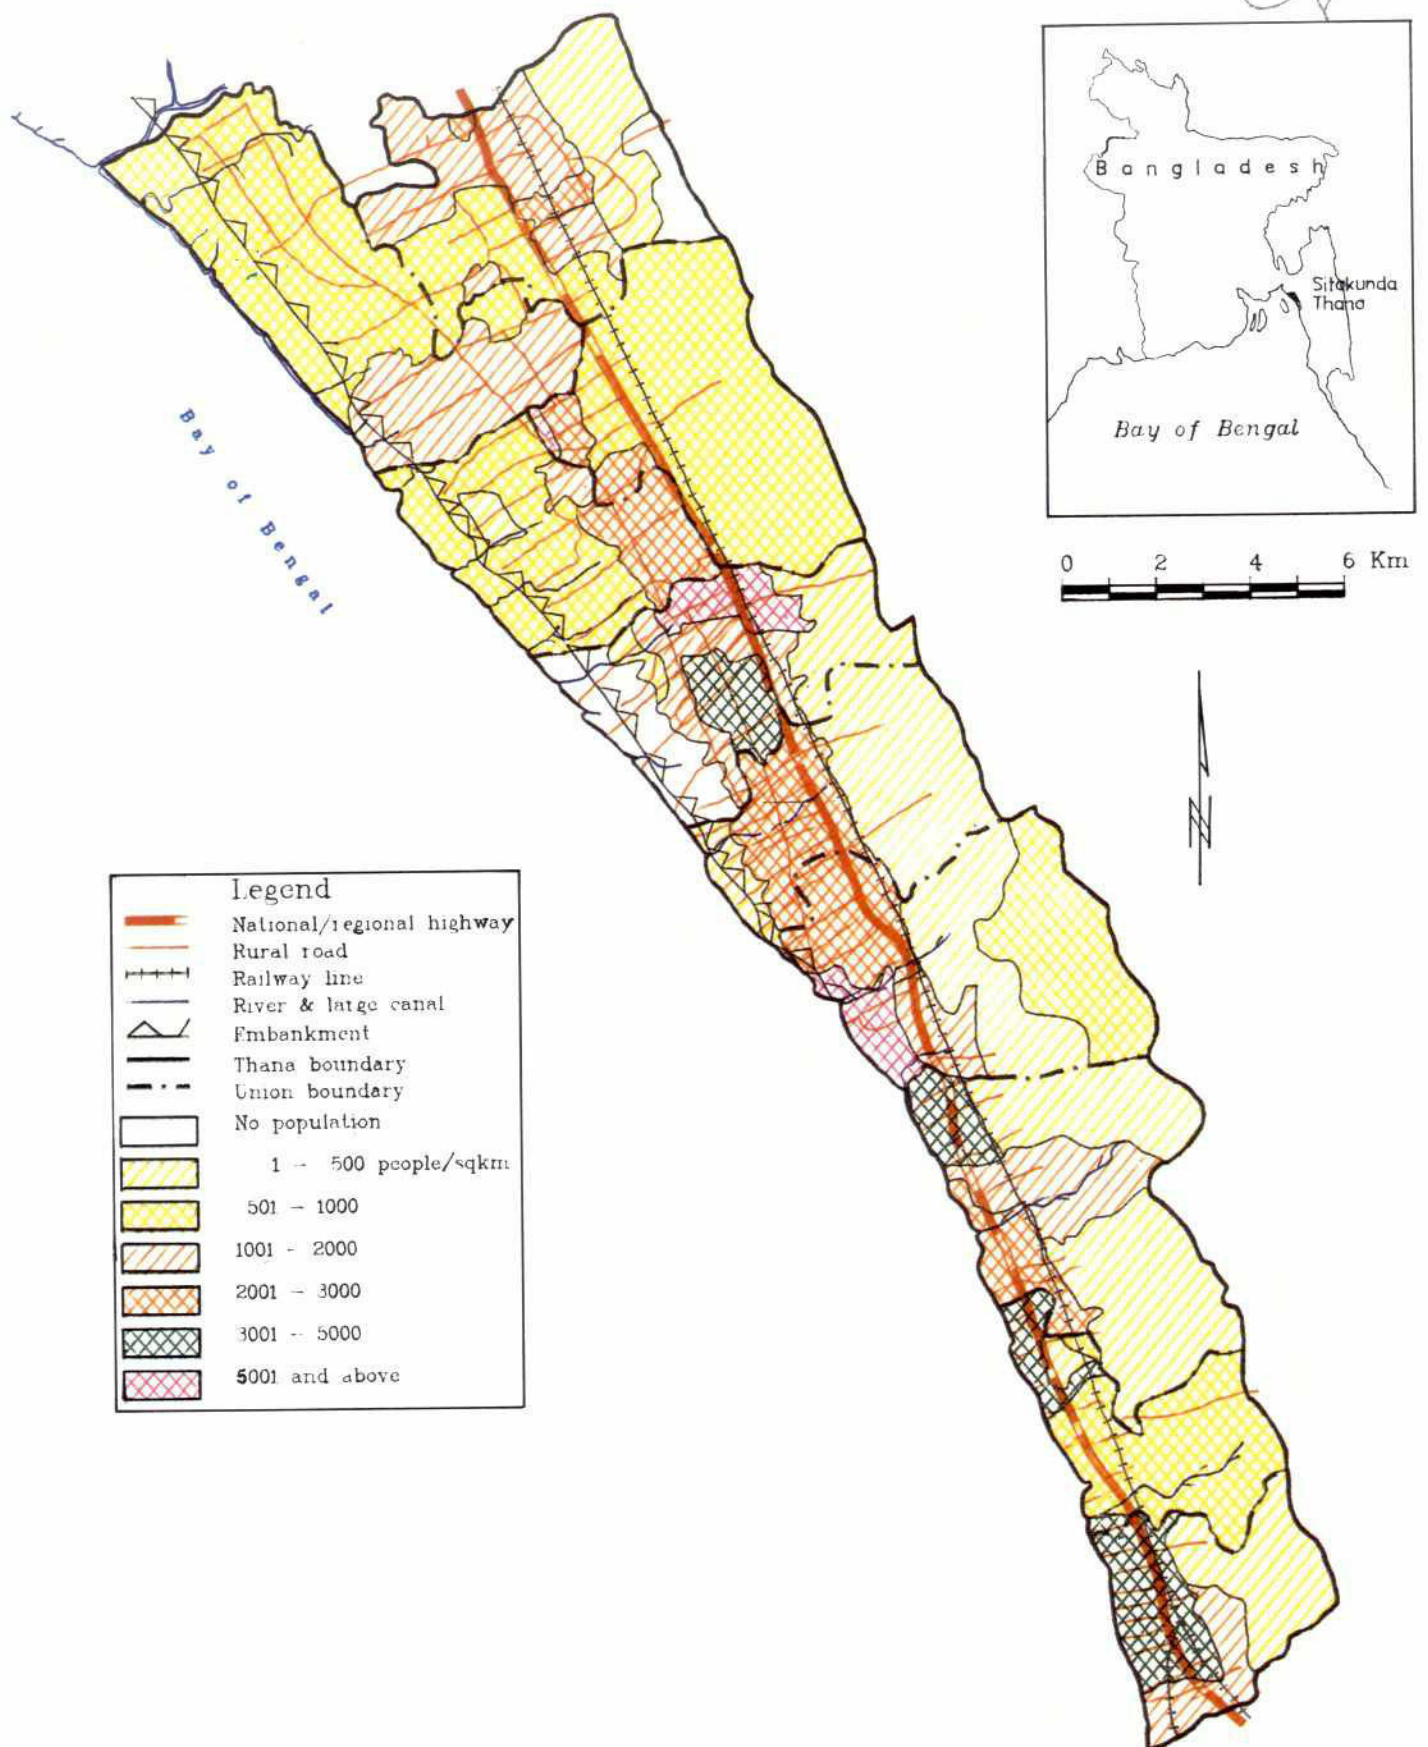 Bangladesh
Sitakunda
Thana
Bay of Bengal
0 2 4 6 Km
N
Bay of Bengal
Legend
National/regional highway
Rural road
Railway line
River & large canal
Embankment
Thana boundary
Union boundary
No population
1 - 500 people/sqkm
501 - 1000
1001 - 2000
2001 - 3000
3001 - 5000
5001 and above